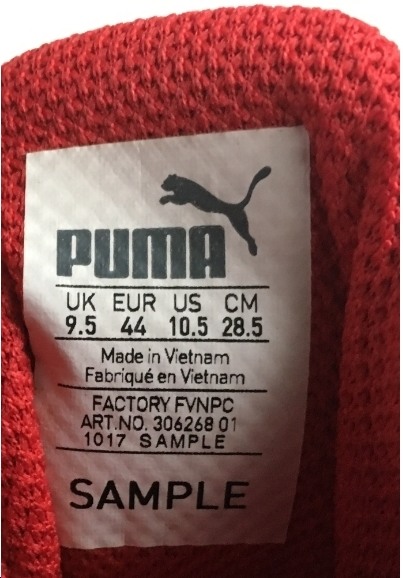 PUMA
UK EUR US CM
9.5 44 10.5 28.5
Made in Vietnam
Fabriqué en Vietnam
FACTORY FVNPC
ART.NO. 306268 01
1017 SAMPLE
SAMPLE